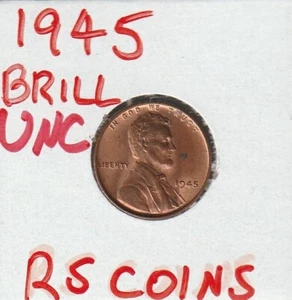 1945
BRILL
UNC
IN GOD WE TRUST
LIBERTY
1945
RS COINS